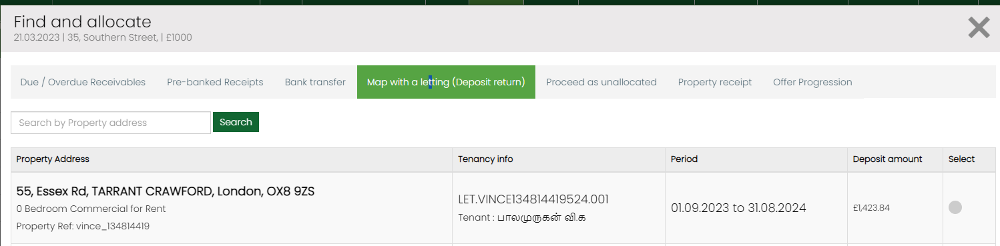 Find and allocate
21.03.2023 | 35, Southern Street, | £1000
Due / Overdue Receivables Pre-banked Receipts Bank transfer Map with a letting (Deposit return) Proceed as unallocated Property receipt Offer Progression
Search by Property address Search
Property Address Tenancy info Period Deposit amount Select
55, Essex Rd, TARRANT CRAWFORD, London, OX8 9ZS
0 Bedroom Commercial for Rent
Property Ref: vince_134814419
LET.VINCE134814419524.001
Tenant : பாலமுருகன் வி.க
01.09.2023 to 31.08.2024
£1,423.84